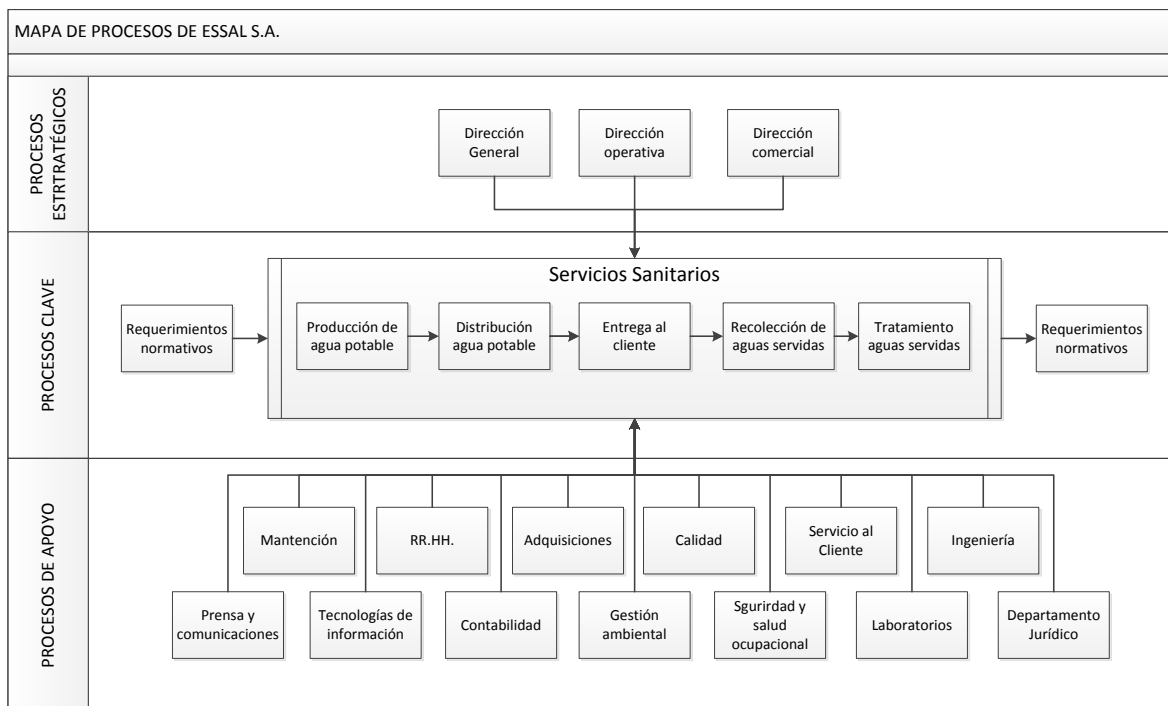 MAPA DE PROCESOS DE ESSAL S.A.
PROCESOS
ESTRTRATÉGICOS
Dirección
General
Dirección
operativa
Dirección
comercial
PROCESOS CLAVE
Servicios Sanitarios
Requerimientos
normativos
Producción de
agua potable
Distribución
agua potable
Entrega al
cliente
Recolección de
aguas servidas
Tratamiento
aguas servidas
Requerimientos
normativos
PROCESOS DE APOYO
Mantención
RR.HH.
Adquisiciones
Calidad
Servicio al
Cliente
Ingeniería
Prensa y
comunicaciones
Tecnologías de
información
Contabilidad
Gestión
ambiental
Sgurirdad y
salud
ocupacional
Laboratorios
Departamento
Jurídico